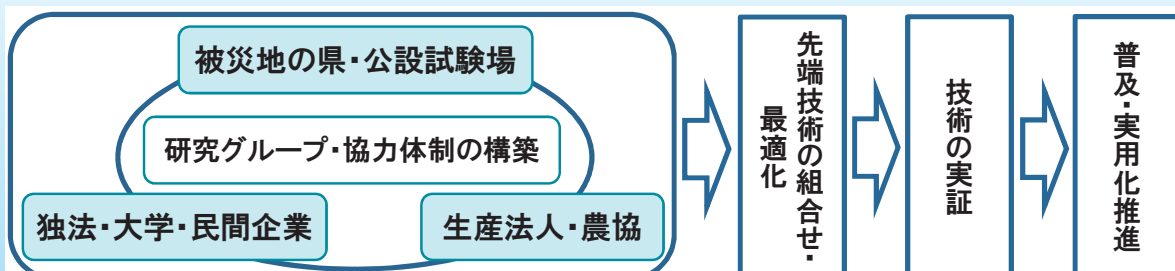 被災地の県・公設試験場
研究グループ・協力体制の構築
独法・大学・民間企業
生産法人・農協
先端技術の組合せ・
最適化
技術の実証
普及・実用化推進